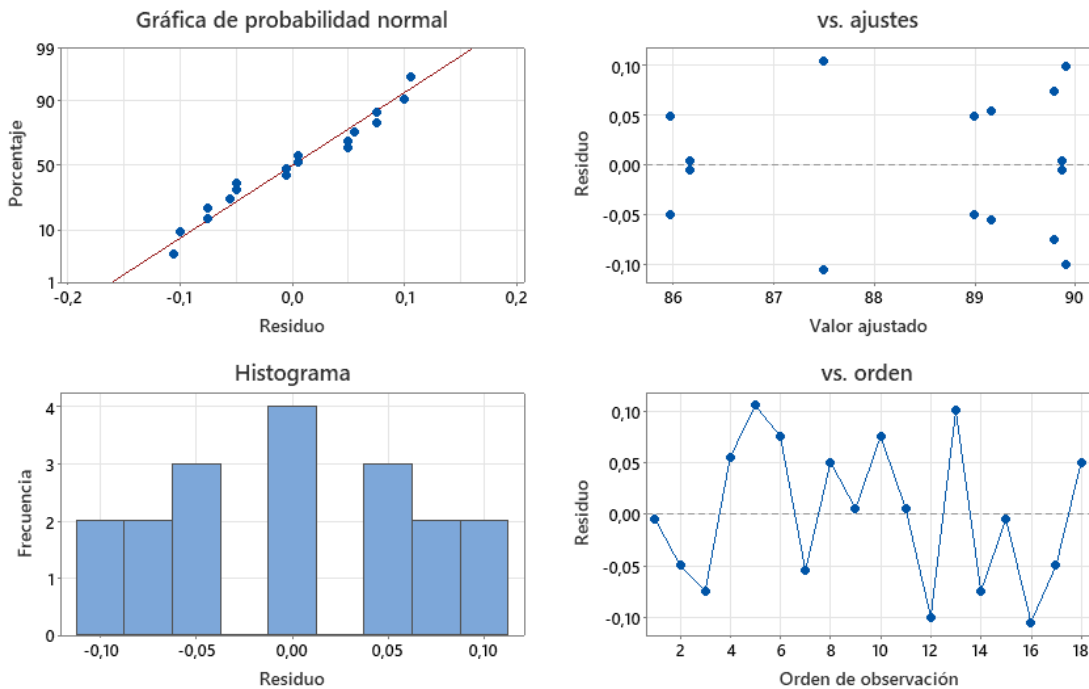 Gráfica de probabilidad normal
99
90
50
10
1
Porcentaje
-0,2 -0,1 0,0 0,1 0,2
Residuo
vs. ajustes
0,10
0,05
0,00
-0,05
-0,10
Residuo
86 87 88 89 90
Valor ajustado
Histograma
4
3
2
1
0
Frecuencia
-0,10 -0,05 0,00 0,05 0,10
Residuo
vs. orden
0,10
0,05
0,00
-0,05
-0,10
Residuo
2 4 6 8 10 12 14 16 18
Orden de observación